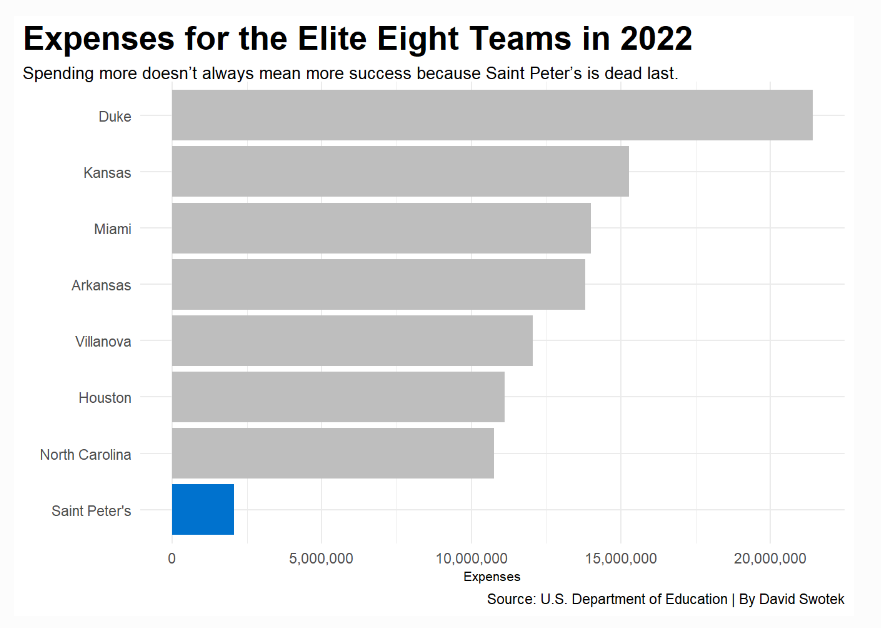 Expenses for the Elite Eight Teams in 2022
Spending more doesn’t always mean more success because Saint Peter’s is dead last.
Duke
Kansas
Miami
Arkansas
Villanova
Houston
North Carolina
Saint Peter's
0 5,000,000 10,000,000 15,000,000 20,000,000
Expenses
Source: U.S. Department of Education | By David Swotek